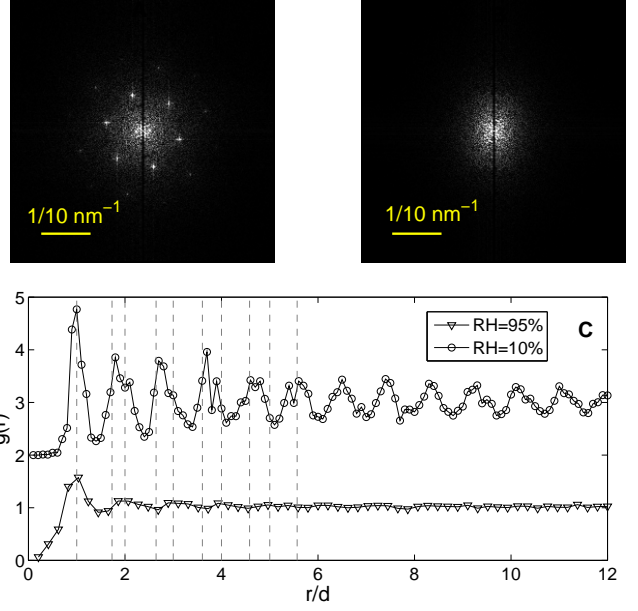 1/10 nm⁻¹
1/10 nm⁻¹
5
4
3
2
1
0
g(r)
RH=95%
RH=10%
C
0 2 4 6 8 10 12
r/d